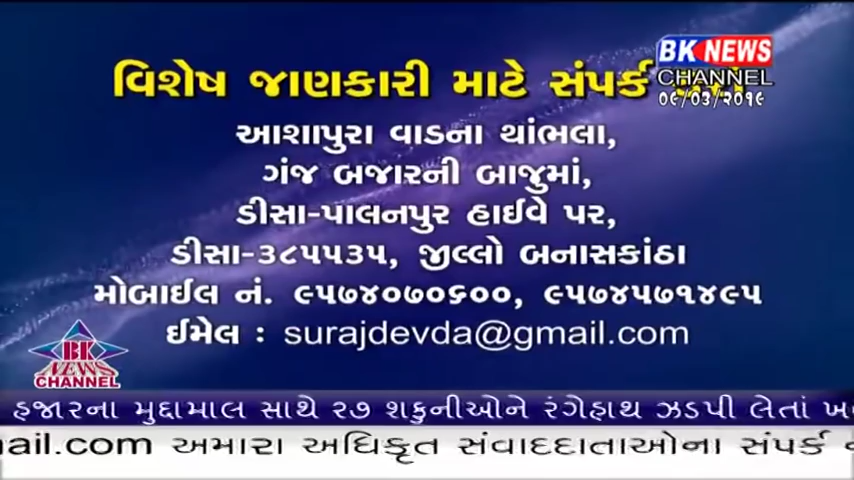 વિશેષ જાણકારી માટે સંપર્ક
BK NEWS
CHANNEL
૦૯/૦૩/૨૦૧૯
આશાપુરા વાડના થાંભલા,
ગંજ બજારની બાજુમાં,
ડીસા-પાલનપુર હાઈવે પર,
ડીસા-૩૮૫૫૩૫, જીલ્લો બનાસકાંઠા
મોબાઈલ નં. ૯૫૭૪૦૭૦૬૦૦, ૯૫૭૪૫૭૧૪૯૫
ઈમેલ : surajdevda@gmail.com
BK
NEWS
CHANNEL
હજારના મુદ્દામાલ સાથે ૨૭ શકુનીઓને રંગેહાથ ઝડપી લેતાં
ail.com અમારા અધિકૃત સંવાદદાતાઓના સંપર્ક